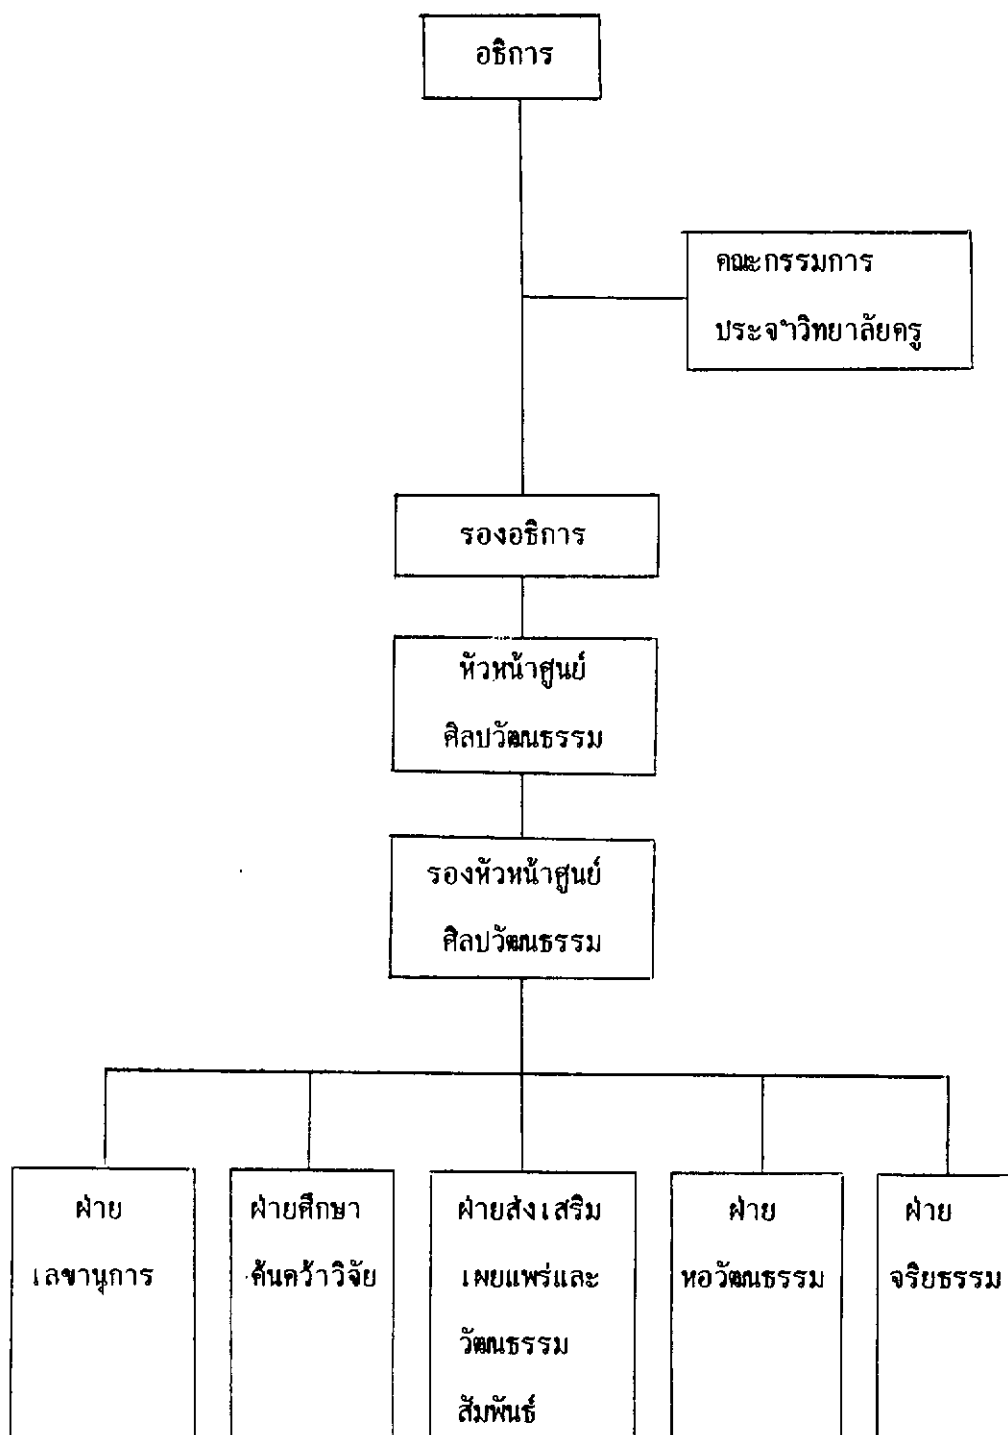 อธิการ
คณะกรรมการ
ประจำวิทยาลัยครู
รองอธิการ
หัวหน้าศูนย์
ศิลปวัฒนธรรม
รองหัวหน้าศูนย์
ศิลปวัฒนธรรม
ฝ่าย
เลขานุการ
ฝ่ายศึกษา
ค้นคว้าวิจัย
ฝ่ายส่งเสริม
เผยแพร่และ
วัฒนธรรม
สัมพันธ์
ฝ่าย
หอวัฒนธรรม
ฝ่าย
จริยธรรม